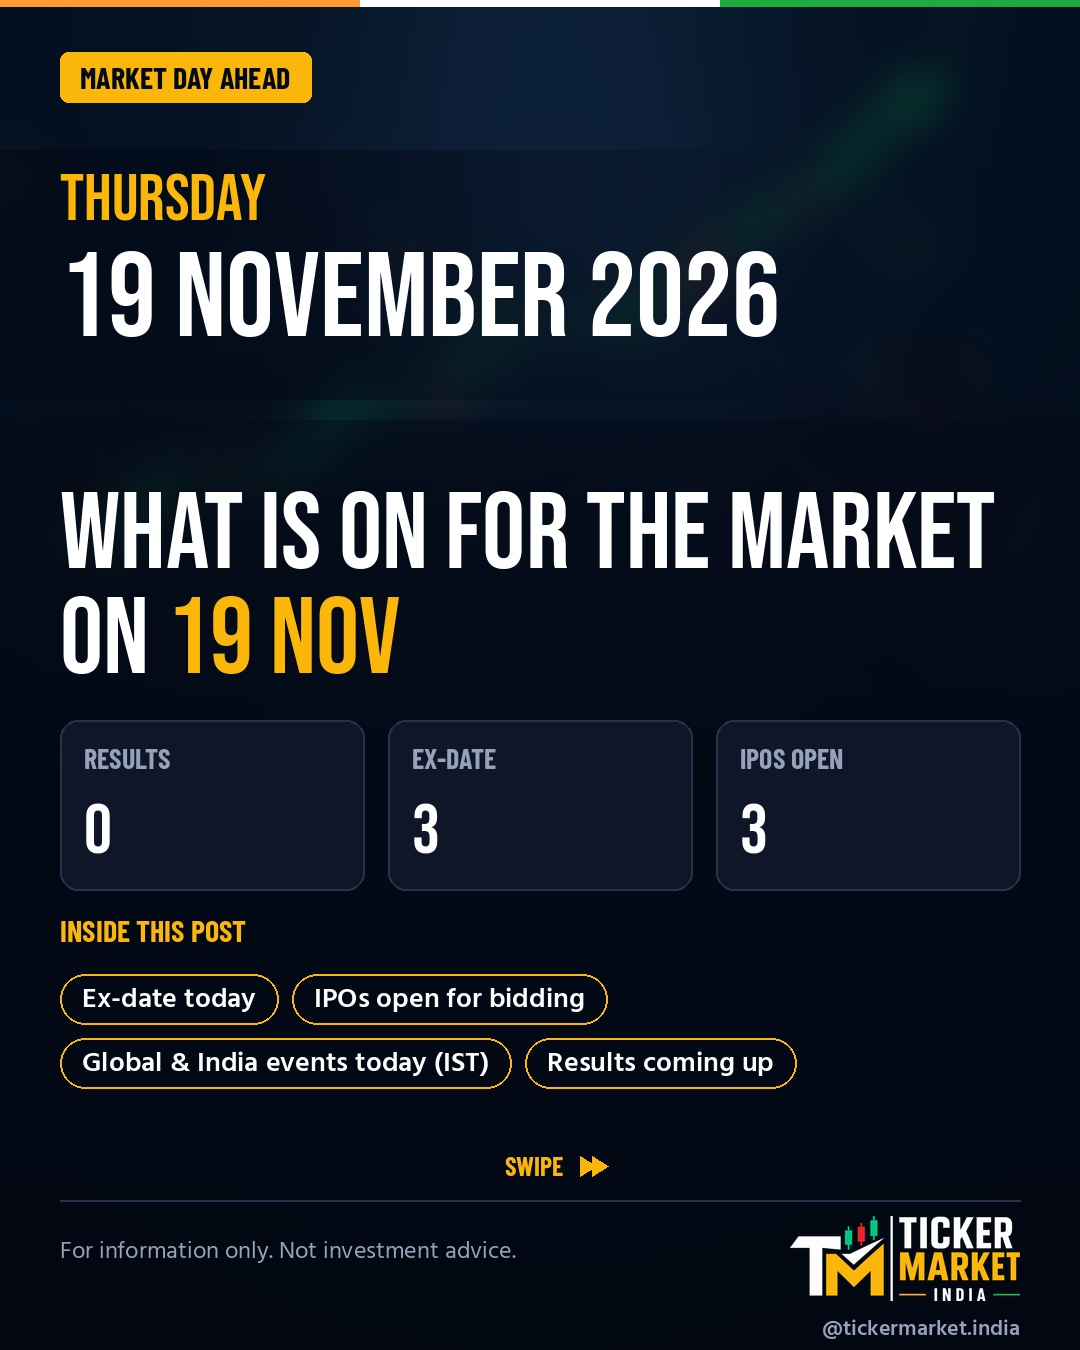 MARKET DAY AHEAD
THURSDAY
19 NOVEMBER 2026
WHAT IS ON FOR THE MARKET
ON 19 NOV
RESULTS
0
EX-DATE
3
IPOS OPEN
3
INSIDE THIS POST
Ex-date today
IPOs open for bidding
Global & India events today (IST)
Results coming up
SWIPE
For information only. Not investment advice.
TM
TICKER
MARKET
INDIA
@tickermarket.india